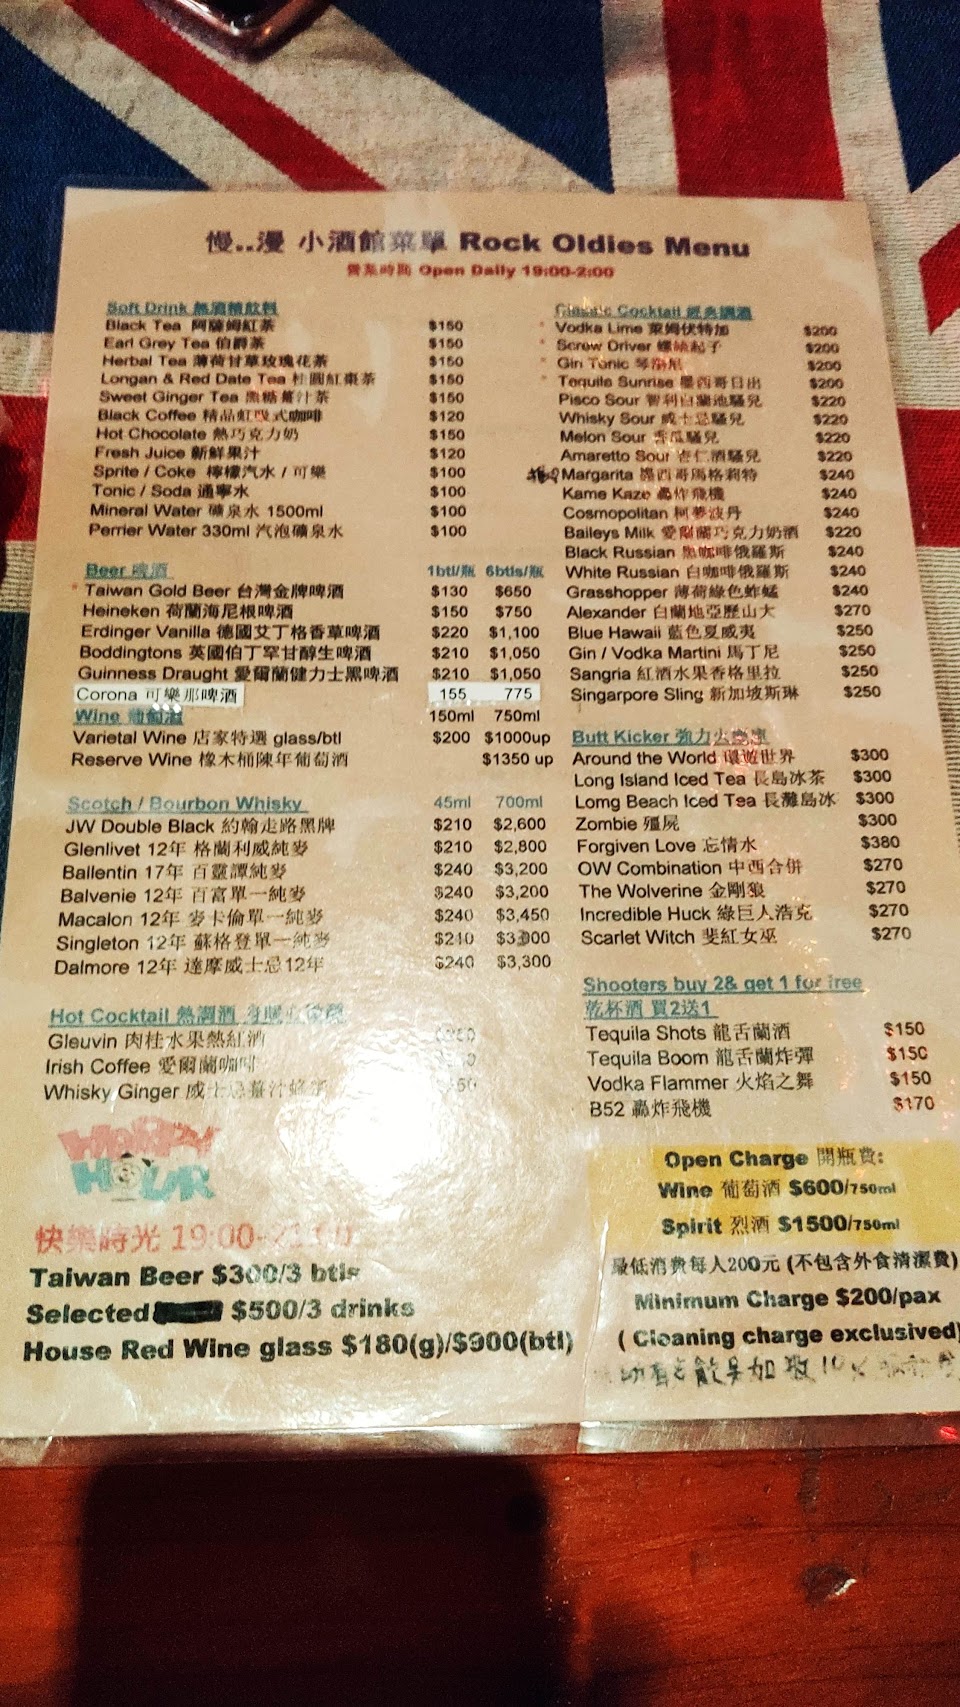 慢..漫 小酒館菜單 Rock Oldies Menu
營業時間 Open Daily 19:00-2:00
Soft Drink 無酒精飲料
Black Tea 阿薩姆紅茶 $150
Earl Grey Tea 伯爵茶 $150
Herbal Tea 薄荷甘草玫瑰花茶 $150
Longan & Red Date Tea 桂圓紅棗茶 $150
Sweet Ginger Tea 黑糖薑汁茶 $150
Black Coffee 精品虹吸式咖啡 $120
Hot Chocolate 熱巧克力奶 $150
Fresh Juice 新鮮果汁 $120
Sprite / Coke 檸檬汽水 / 可樂 $100
Tonic / Soda 通寧水 $100
Mineral Water 礦泉水 1500ml $100
Perrier Water 330ml 汽泡礦泉水 $100
Beer 啤酒 1btl/瓶 6btls/瓶
Taiwan Gold Beer 台灣金牌啤酒 $130 $650
Heineken 荷蘭海尼根啤酒 $150 $750
Erdinger Vanilla 德國艾丁格香草啤酒 $220 $1,100
Boddingtons 英國伯丁罕甘醇生啤酒 $210 $1,050
Guinness Draught 愛爾蘭健力士黑啤酒 $210 $1,050
Corona 可樂那啤酒 155 775
Wine 葡萄酒 150ml 750ml
Varietal Wine 店家特選 glass/btl $200 $1000up
Reserve Wine 橡木桶陳年葡萄酒 $1350 up
Scotch / Bourbon Whisky 45ml 700ml
JW Double Black 約翰走路黑牌 $210 $2,600
Glenlivet 12年 格蘭利威純麥 $210 $2,800
Ballentin 17年 百靈譚純麥 $240 $3,200
Balvenie 12年 百富單一純麥 $240 $3,200
Macalon 12年 麥卡倫單一純麥 $240 $3,450
Singleton 12年 蘇格登單一純麥 $240
Dalmore 12年 達摩威士忌12年 $240 $3,300
Hot Cocktail 熱調酒
Gleuvin 肉桂水果熱紅酒
Irish Coffee 愛爾蘭咖啡
Whisky Ginger 威士忌薑汁
HAPPY
HOUR
快樂時光 19:00-21:00
Taiwan Beer $300/3 btls
Selected $500/3 drinks
House Red Wine glass $180(g)/$900(btl)
Classic Cocktail 經典調酒
Vodka Lime 萊姆伏特加 $200
Screw Driver 螺絲起子 $200
Gin Tonic 琴湯尼 $200
Tequila Sunrise 墨西哥日出 $200
Pisco Sour 智利白蘭地騷兒 $220
Whisky Sour 威士忌騷兒 $220
Melon Sour 香瓜騷兒 $220
Amaretto Sour 杏仁酒騷兒 $220
Margarita 墨西哥瑪格莉特 $240
Kame Kaze 轟炸飛機 $240
Cosmopolitan 柯夢波丹 $240
Baileys Milk 愛爾蘭巧克力奶酒 $220
Black Russian 黑咖啡俄羅斯 $240
White Russian 白咖啡俄羅斯 $240
Grasshopper 薄荷綠色蚱蜢 $240
Alexander 白蘭地亞歷山大 $270
Blue Hawaii 藍色夏威夷 $250
Gin / Vodka Martini 馬丁尼 $250
Sangria 紅酒水果香格里拉 $250
Singarpore Sling 新加坡斯琳 $250
Butt Kicker 強力
Around the World 環遊世界 $300
Long Island Iced Tea 長島冰茶 $300
Lomg Beach Iced Tea 長灘島冰 $300
Zombie 殭屍 $300
Forgiven Love 忘情水 $380
OW Combination 中西合併 $270
The Wolverine 金剛狼 $270
Incredible Huck 綠巨人浩克 $270
Scarlet Witch 斐紅女巫 $270
Shooters buy 2& get 1 for free
乾杯酒 買2送1
Tequila Shots 龍舌蘭酒 $150
Tequila Boom 龍舌蘭炸彈 $150
Vodka Flammer 火焰之舞 $150
B52 轟炸飛機 $170
Open Charge 開瓶費:
Wine 葡萄酒 $600/750ml
Spirit 烈酒 $1500/750ml
最低消費每人200元 (不包含外食清潔費)
Minimum Charge $200/pax
( Cleaning charge exclusived)